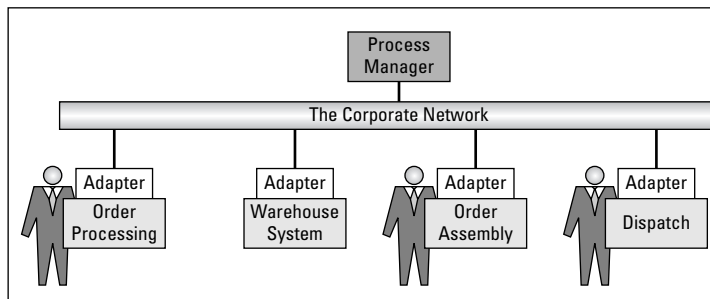 Process
Manager
The Corporate Network
Adapter
Order
Processing
Adapter
Warehouse
System
Adapter
Order
Assembly
Adapter
Dispatch